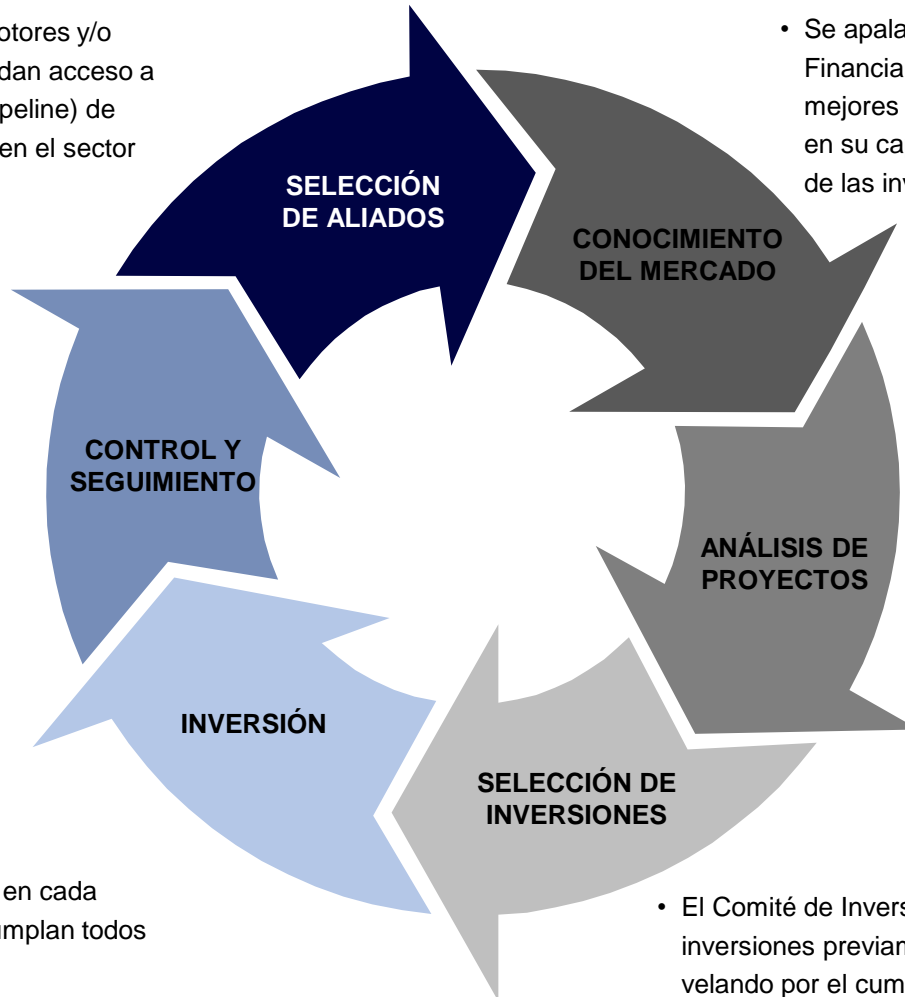 otores y/o
dan acceso a
peline) de
en el sector
• Se apala
Financia
mejores
en su ca
de las inv
SELECCIÓN
DE ALIADOS
CONOCIMIENTO
DEL MERCADO
CONTROL Y
SEGUIMIENTO
ANÁLISIS DE
PROYECTOS
INVERSIÓN
SELECCIÓN DE
INVERSIONES
en cada
umplan todos
• El Comité de Invers
inversiones previam
velando por el cum